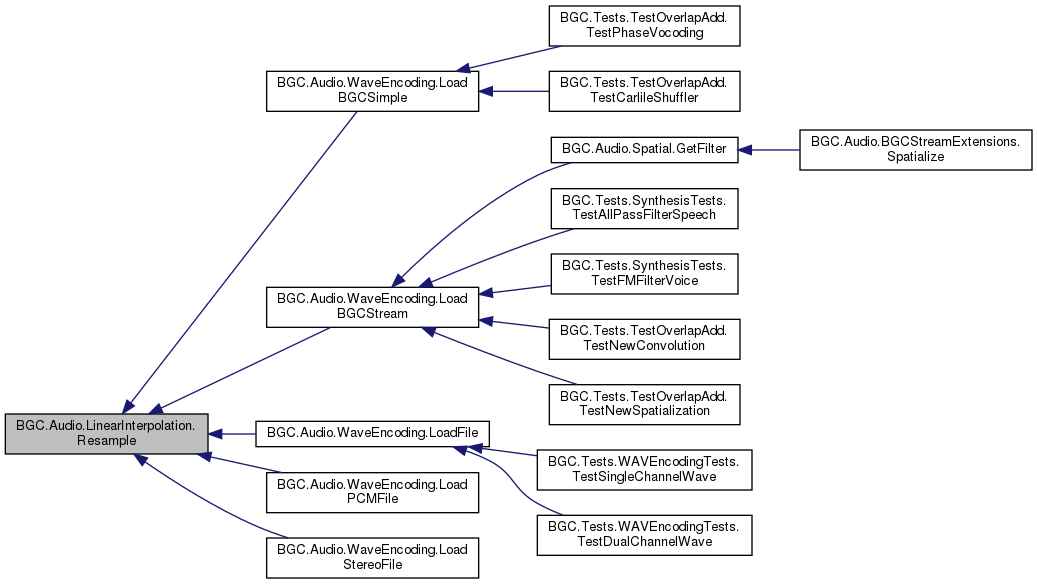 BGC.Tests.TestOverlapAdd.
TestPhaseVocoding
BGC.Audio.WaveEncoding.Load
BGCSimple
BGC.Tests.TestOverlapAdd.
TestCarlileShuffler
BGC.Audio.Spatial.GetFilter
BGC.Audio.BGCStreamExtensions.
Spatialize
BGC.Tests.SynthesisTests.
TestAllPassFilterSpeech
BGC.Tests.SynthesisTests.
TestFMFilterVoice
BGC.Audio.WaveEncoding.Load
BGCStream
BGC.Tests.TestOverlapAdd.
TestNewConvolution
BGC.Tests.TestOverlapAdd.
TestNewSpatialization
BGC.Audio.LinearInterpolation.
Resample
BGC.Audio.WaveEncoding.LoadFile
BGC.Tests.WAVEncodingTests.
TestSingleChannelWave
BGC.Audio.WaveEncoding.Load
PCMFile
BGC.Tests.WAVEncodingTests.
TestDualChannelWave
BGC.Audio.WaveEncoding.Load
StereoFile